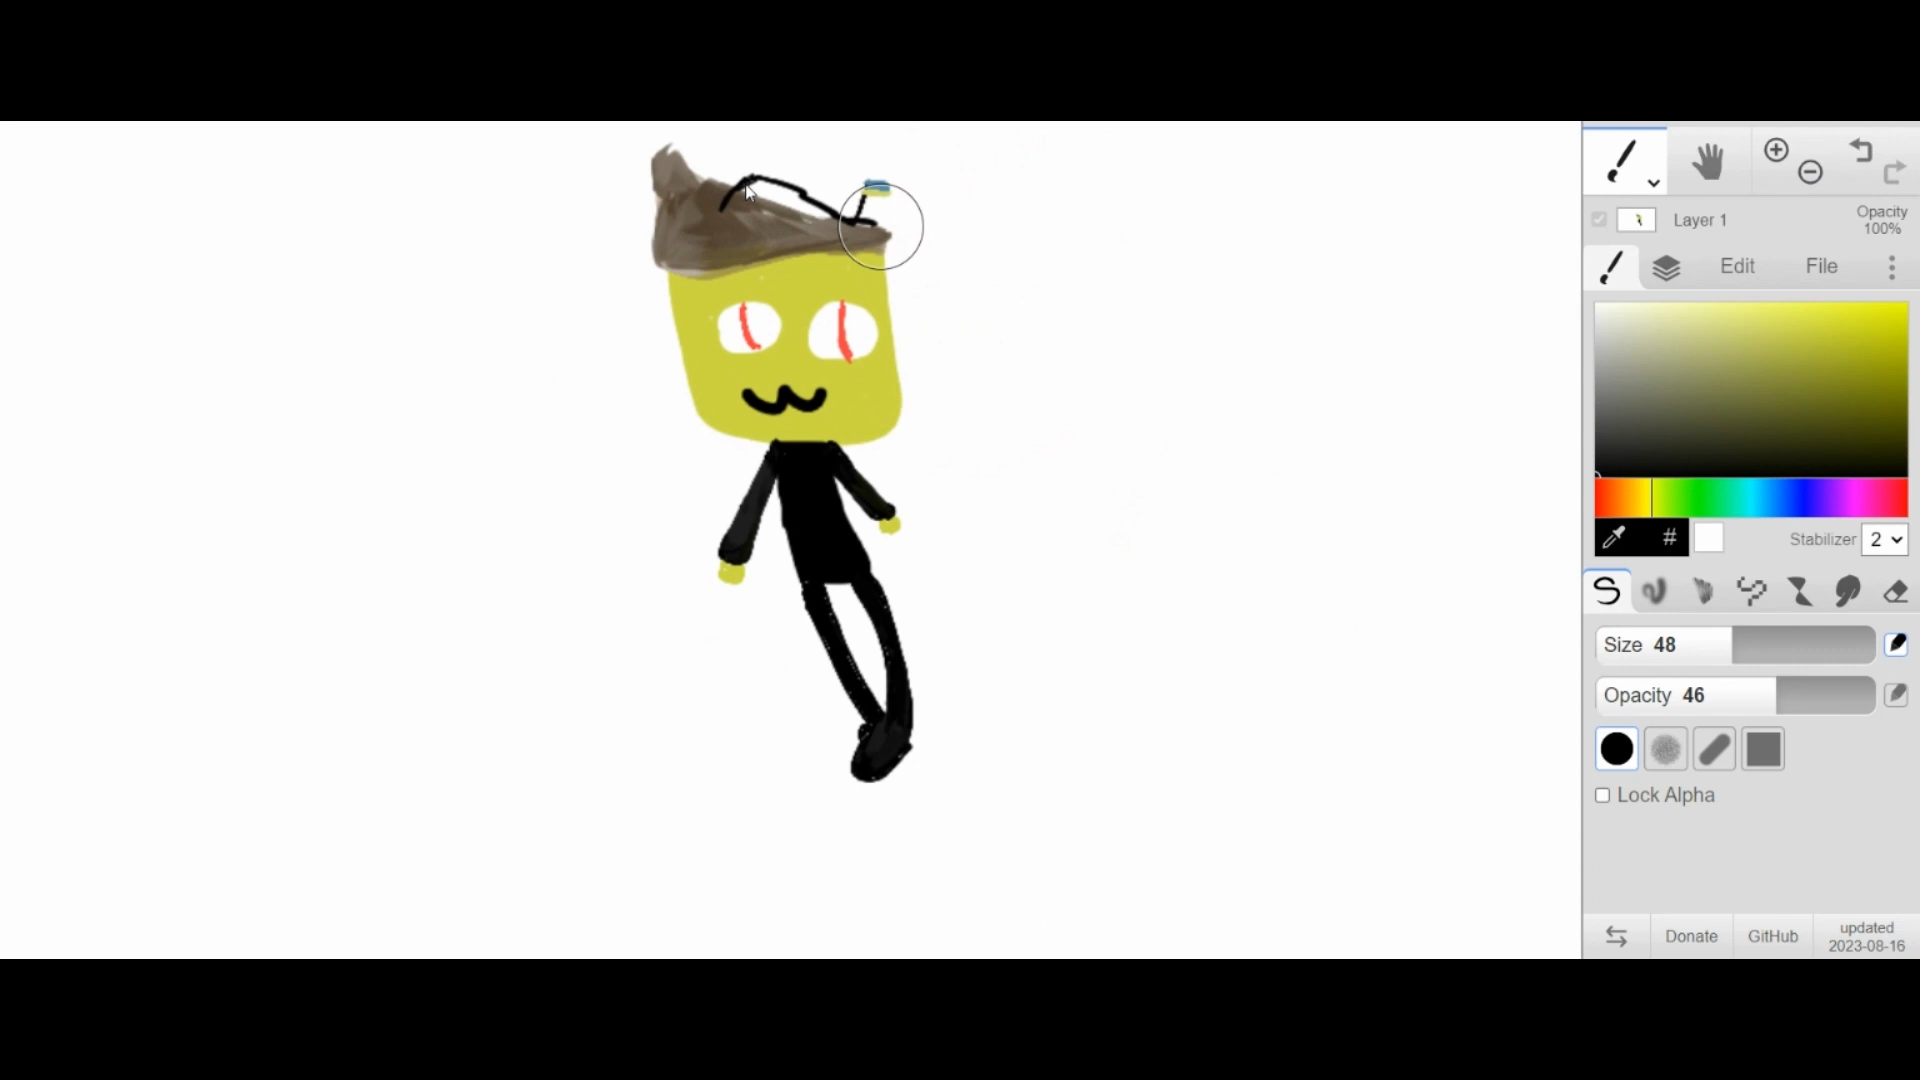 Layer 1
Opacity
100%
Edit
File
#
Stabilizer 2
Size 48
Opacity 46
Lock Alpha
Donate
GitHub
updated
2023-08-16